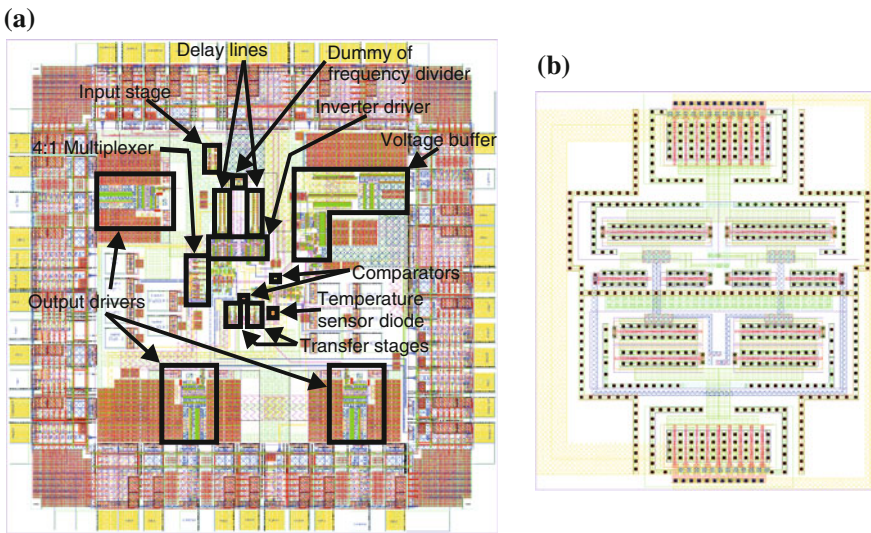 (a)
Delay lines
Dummy of
frequency divider
Input stage
Inverter driver
4:1 Multiplexer
Voltage buffer
Comparators
Output drivers
Temperature
sensor diode
Transfer stages
(b)